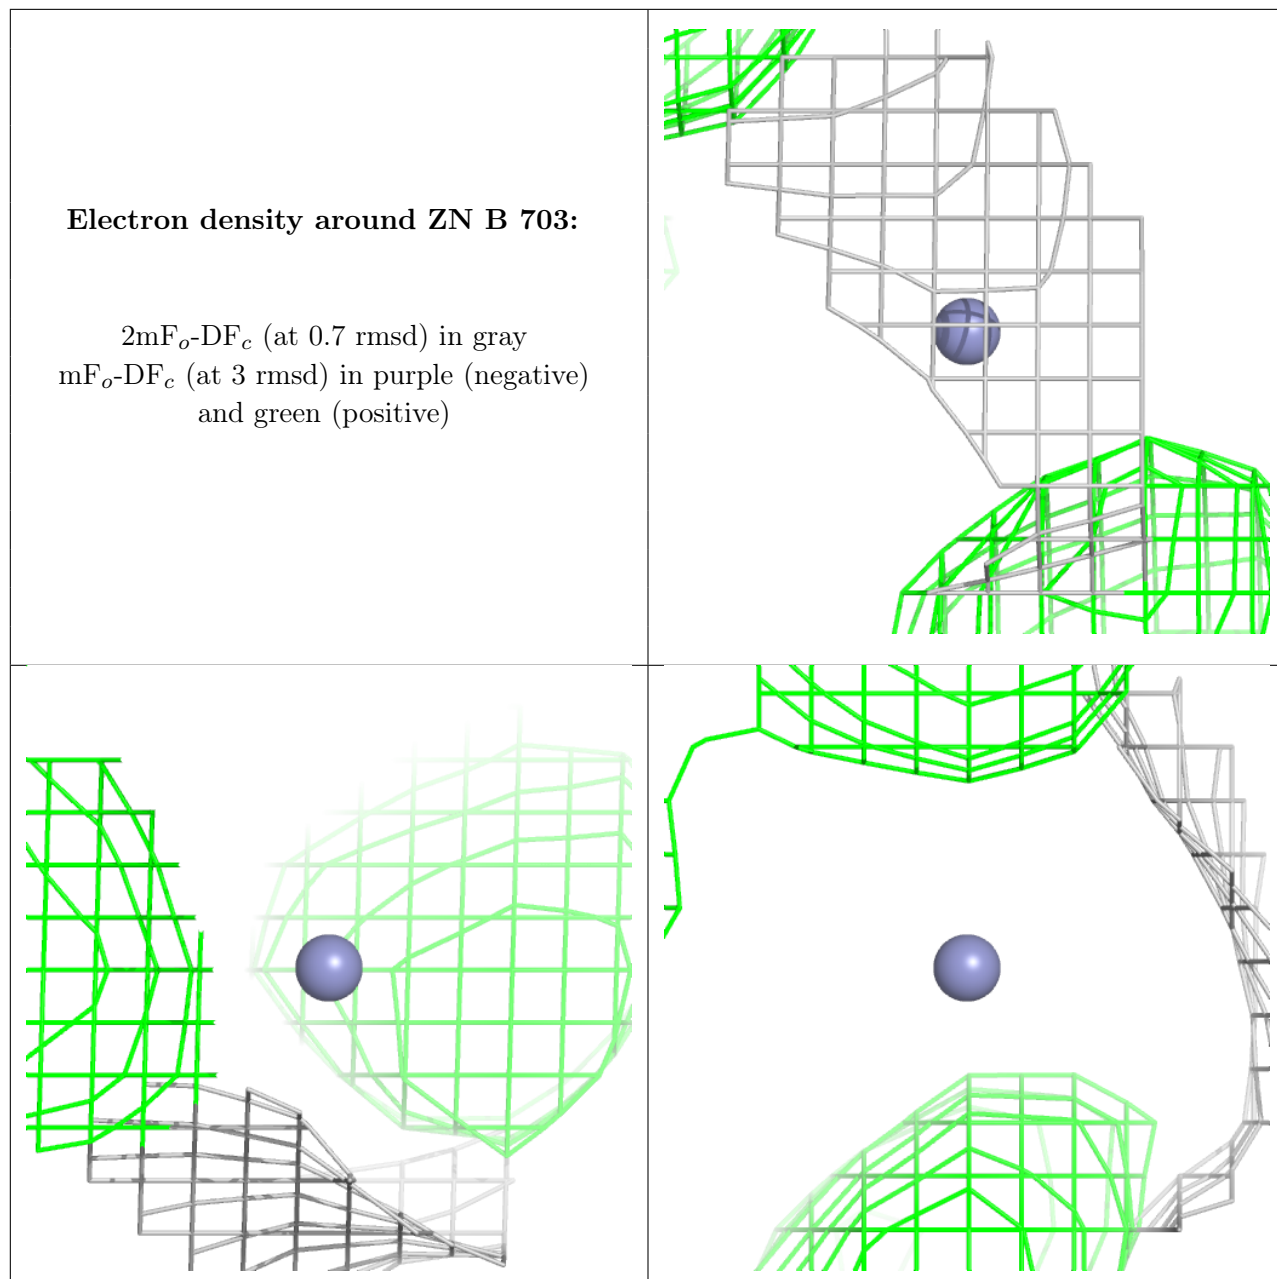 Electron density around ZN B 703:
2mFo-DFc (at 0.7 rmsd) in gray
mFo-DFc (at 3 rmsd) in purple (negative)
and green (positive)